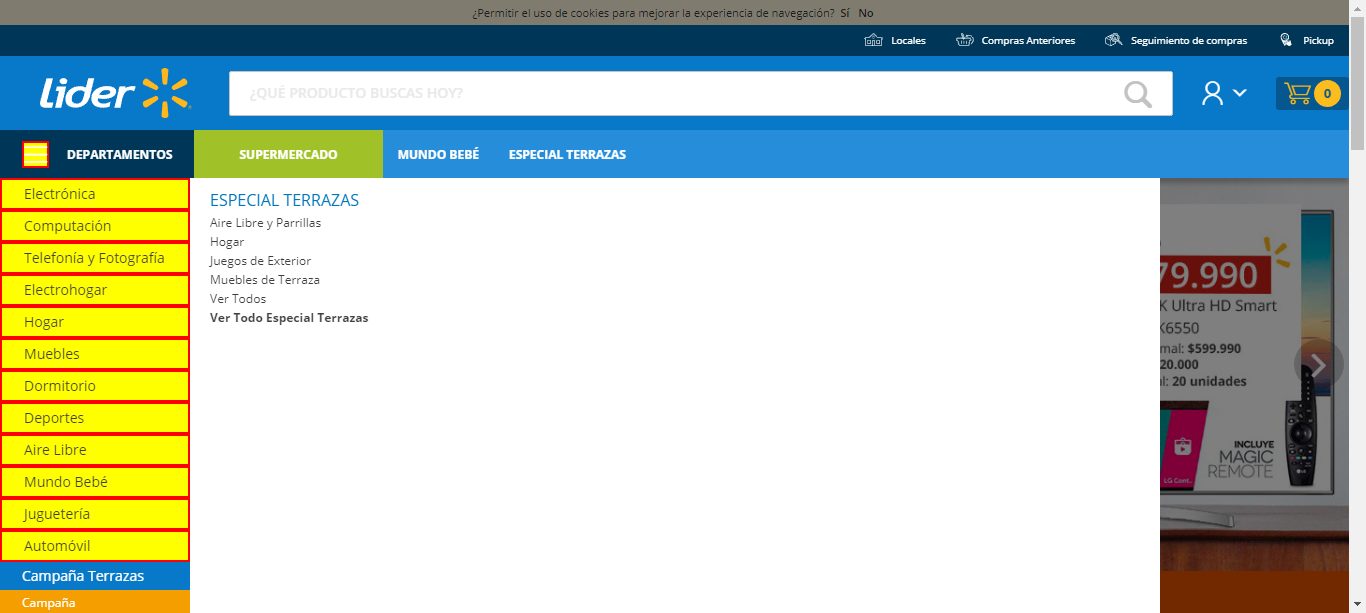 ¿Permitir el uso de cookies para mejorar la experiencia de navegación? Sí No
Locales Compras Anteriores Seguimiento de compras Pickup
Lider
¿QUÉ PRODUCTO BUSCAS HOY?
0
DEPARTAMENTOS SUPERMERCADO MUNDO BEBÉ ESPECIAL TERRAZAS
Electrónica
Computación
Telefonía y Fotografía
Electrohogar
Hogar
Muebles
Dormitorio
Deportes
Aire Libre
Mundo Bebé
Juguetería
Automóvil
Campaña Terrazas
Campaña
ESPECIAL TERRAZAS
Aire Libre y Parrillas
Hogar
Juegos de Exterior
Muebles de Terraza
Ver Todos
Ver Todo Especial Terrazas
79.990
K Ultra HD Smart
K6550
mal: $599.990
20.000
l: 20 unidades
INCLUYE
MAGIC
REMOTE
LG Cont.
LG